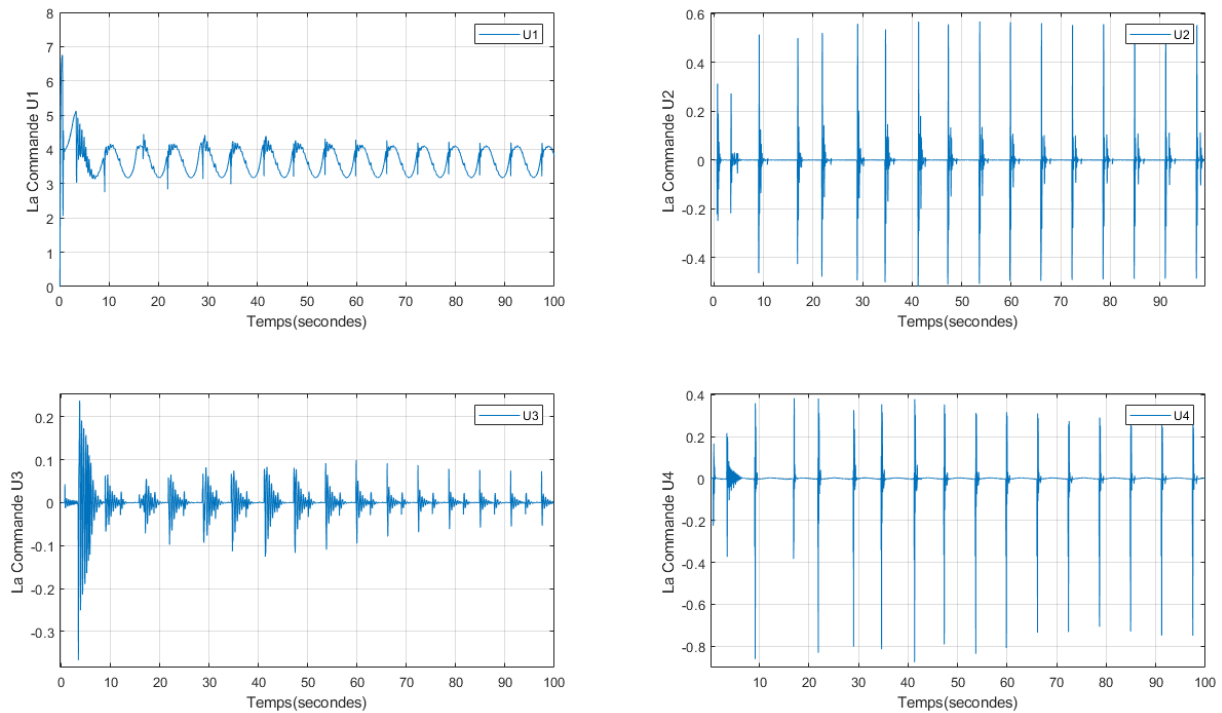 8
7
6
5
4
3
2
1
0
La Commande U1
U1
0 10 20 30 40 50 60 70 80 90 100
Temps(secondes)
0.6
0.4
0.2
0
-0.2
-0.4
La Commande U2
U2
0 10 20 30 40 50 60 70 80 90
Temps(secondes)
0.2
0.1
0
-0.1
-0.2
-0.3
La Commande U3
U3
0 10 20 30 40 50 60 70 80 90 100
Temps(secondes)
0.4
0.2
0
-0.2
-0.4
-0.6
-0.8
La Commande U4
U4
10 20 30 40 50 60 70 80 90 100
Temps(secondes)